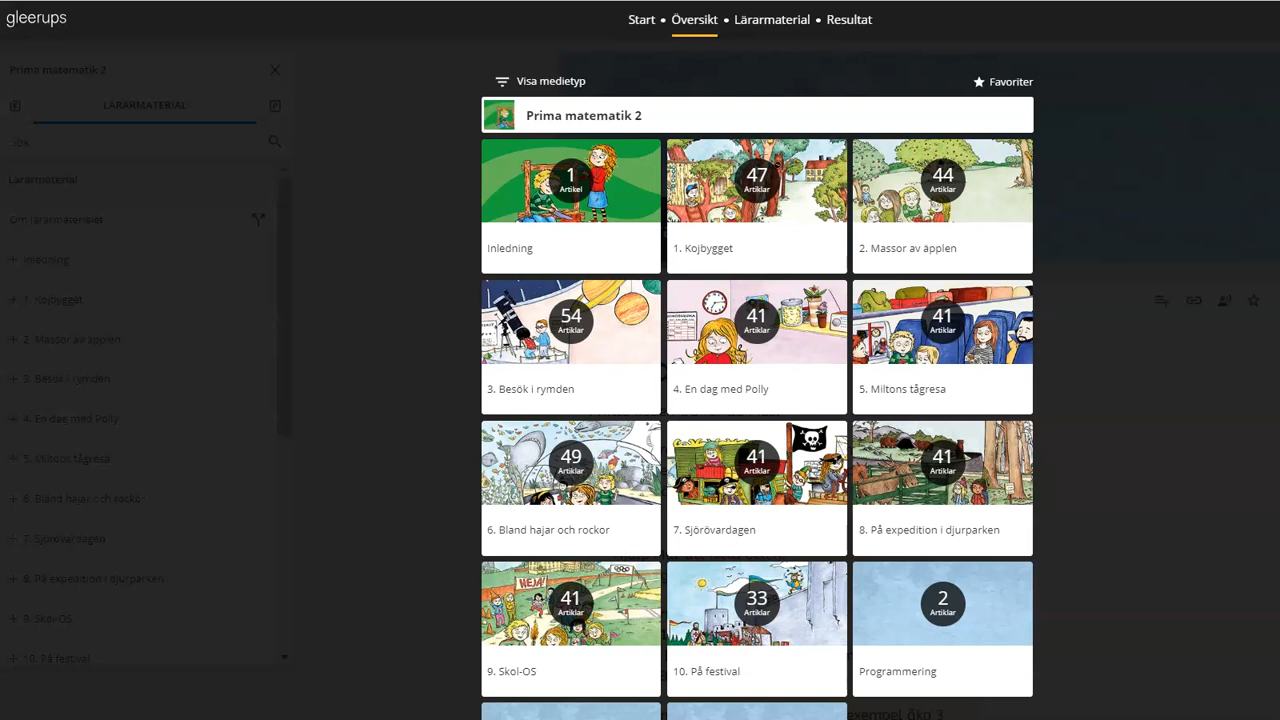 gleerups
Start • Översikt • Lärarmaterial • Resultat
Prima matematik 2
LÄRARMATERIAL
Sök
Lärarmaterial
Om lärarmaterialet
Inledning
1. Kojbygget
2. Massor av äpplen
3. Besök i rymden
4. En dag med Polly
5. Miltons tågresa
6. Bland hajar och rockor
7. Sjörövardagen
8. På expedition i djurparken
9. Skol-OS
10. På festival
Visa medietyp
Favoriter
Prima matematik 2
1
Artikel
Inledning
47
Artiklar
1. Kojbygget
44
Artiklar
2. Massor av äpplen
54
Artiklar
3. Besök i rymden
41
Artiklar
4. En dag med Polly
41
Artiklar
5. Miltons tågresa
49
Artiklar
6. Bland hajar och rockor
41
Artiklar
7. Sjörövardagen
41
Artiklar
8. På expedition i djurparken
HEJA!
41
Artiklar
9. Skol-OS
33
Artiklar
10. På festival
2
Artiklar
Programmering
exempel öka 3